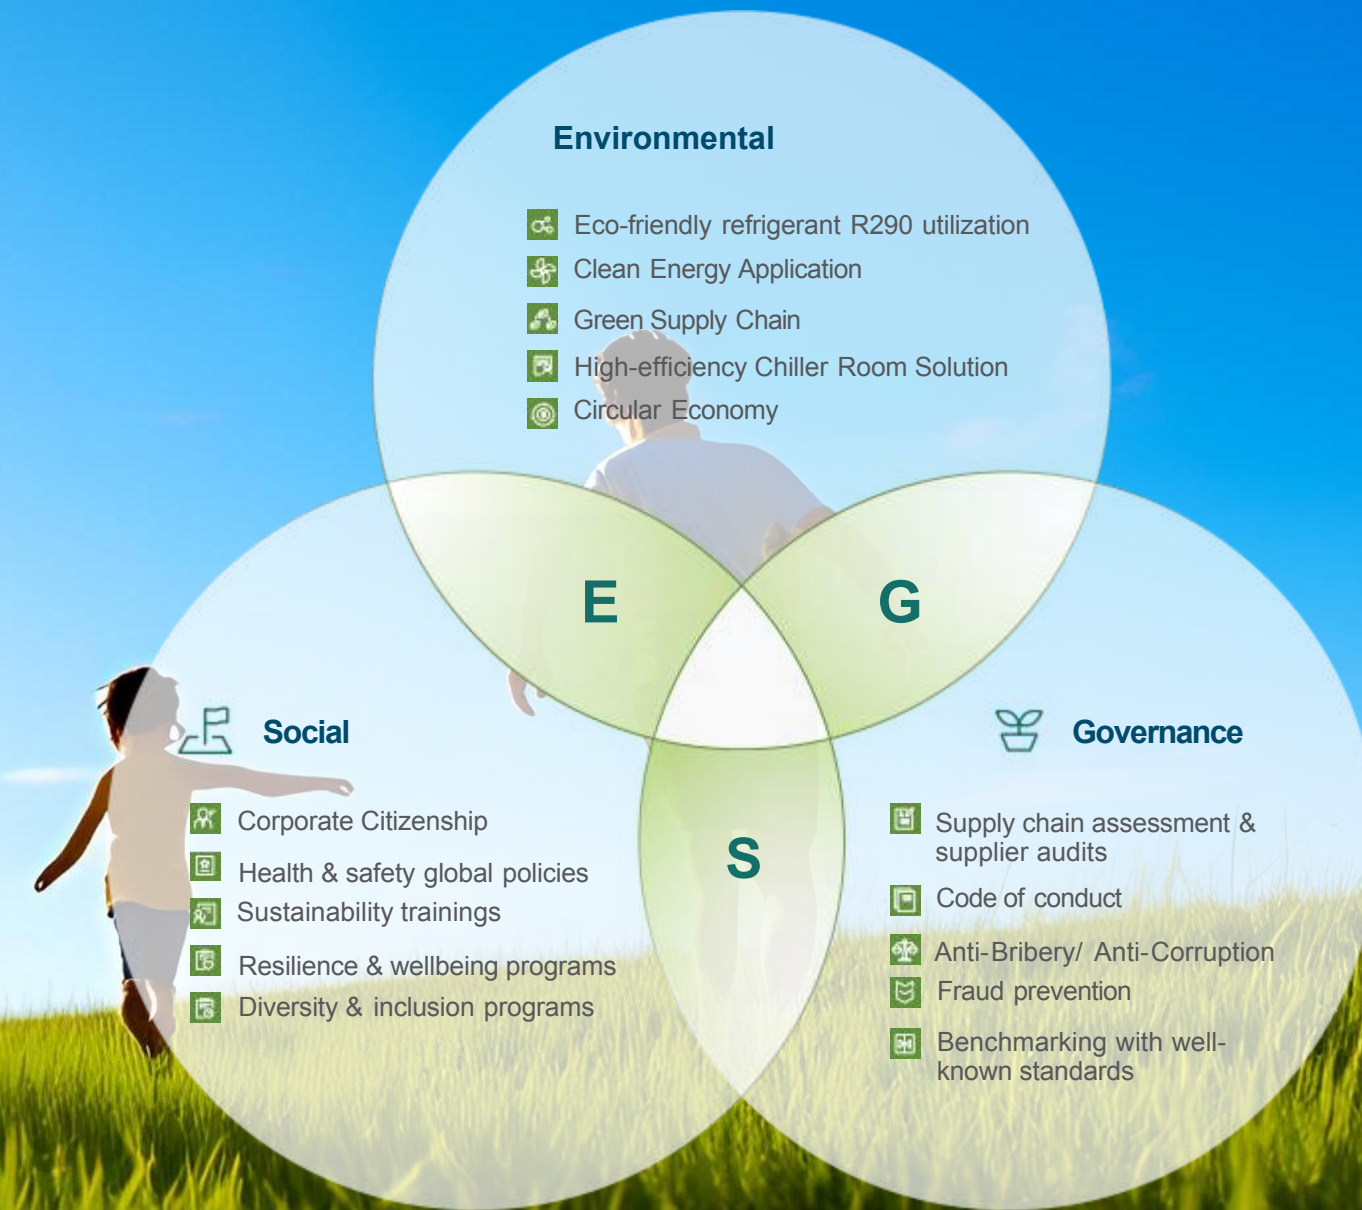 Environmental
Eco-friendly refrigerant R290 utilization
Clean Energy Application
Green Supply Chain
High-efficiency Chiller Room Solution
Circular Economy
E
G
S
Social
Corporate Citizenship
Health & safety global policies
Sustainability trainings
Resilience & wellbeing programs
Diversity & inclusion programs
Governance
Supply chain assessment &
supplier audits
Code of conduct
Anti-Bribery/ Anti-Corruption
Fraud prevention
Benchmarking with well-
known standards